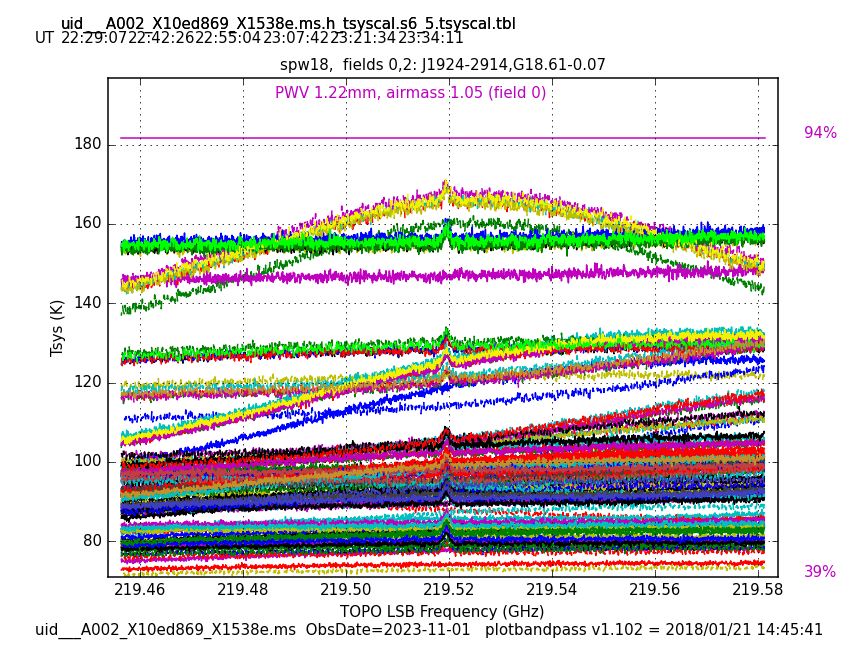 uid___A002_X10ed869_X1538e.ms.h_tsyscal.s6_5.tsyscal.tbl
UT 22:29:07 22:42:26 22:55:04 23:07:42 23:21:34 23:34:11
spw18,  fields 0,2: J1924-2914,G18.61-0.07
PWV 1.22mm, airmass 1.05 (field 0)
94%
180
160
140
120
100
80
Tsys (K)
39%
219.46 219.48 219.50 219.52 219.54 219.56 219.58
TOPO LSB Frequency (GHz)
uid___A002_X10ed869_X1538e.ms  ObsDate=2023-11-01   plotbandpass v1.102 = 2018/01/21 14:45:41